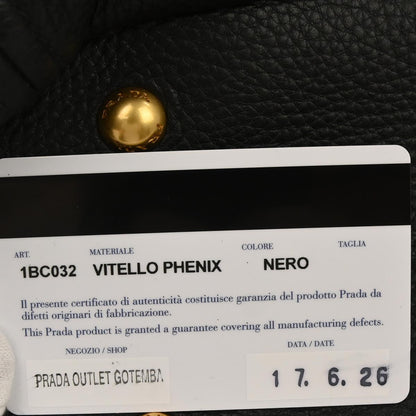 ART. MATERIALE COLORE TAGLIA
1BC032 VITELLO PHENIX NERO
Il presente certificato di autenticità costituisce garanzia del prodotto Prada da
difetti originari di fabbricazione.
This Prada product is granted a guarantee covering all manufacturing defects.
NEGOZIO / SHOP DATA / DATE
PRADA OUTLET GOTEMBA 17. 6. 26